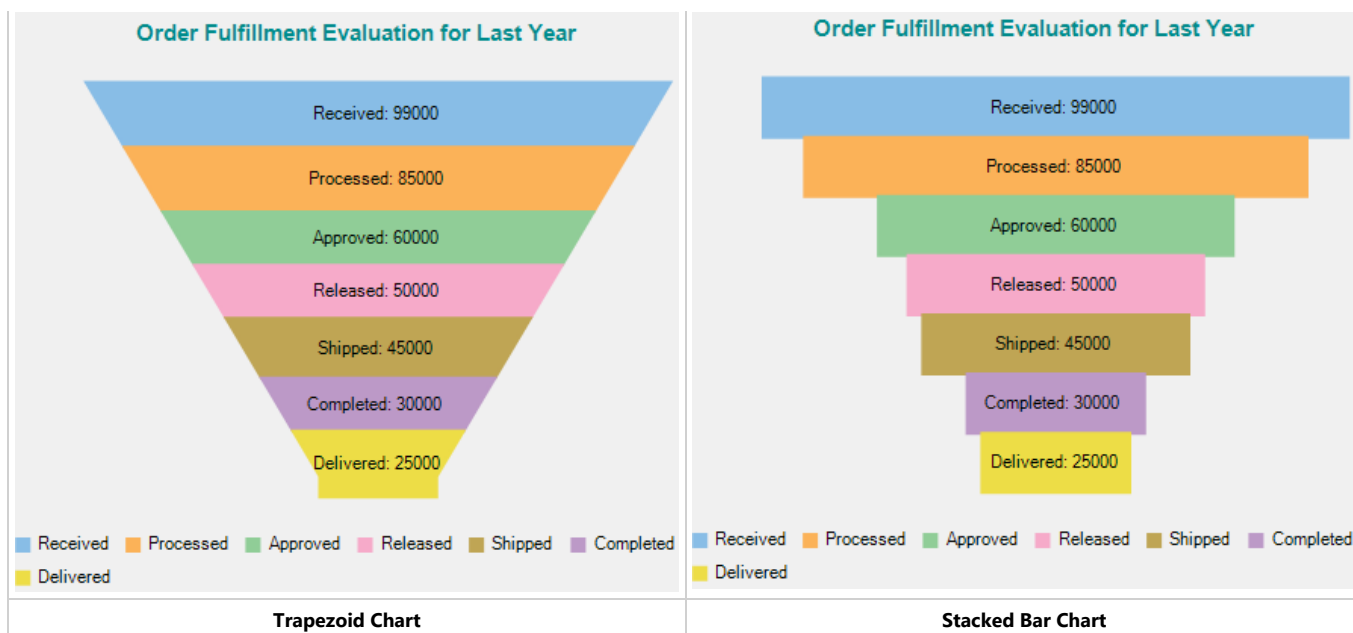 Order Fulfillment Evaluation for Last Year
Received: 99000
Processed: 85000
Approved: 60000
Released: 50000
Shipped: 45000
Completed: 30000
Delivered: 25000
Received Processed Approved Released Shipped Completed
Delivered
Trapezoid Chart
Order Fulfillment Evaluation for Last Year
Received: 99000
Processed: 85000
Approved: 60000
Released: 50000
Shipped: 45000
Completed: 30000
Delivered: 25000
Received Processed Approved Released Shipped Completed
Delivered
Stacked Bar Chart